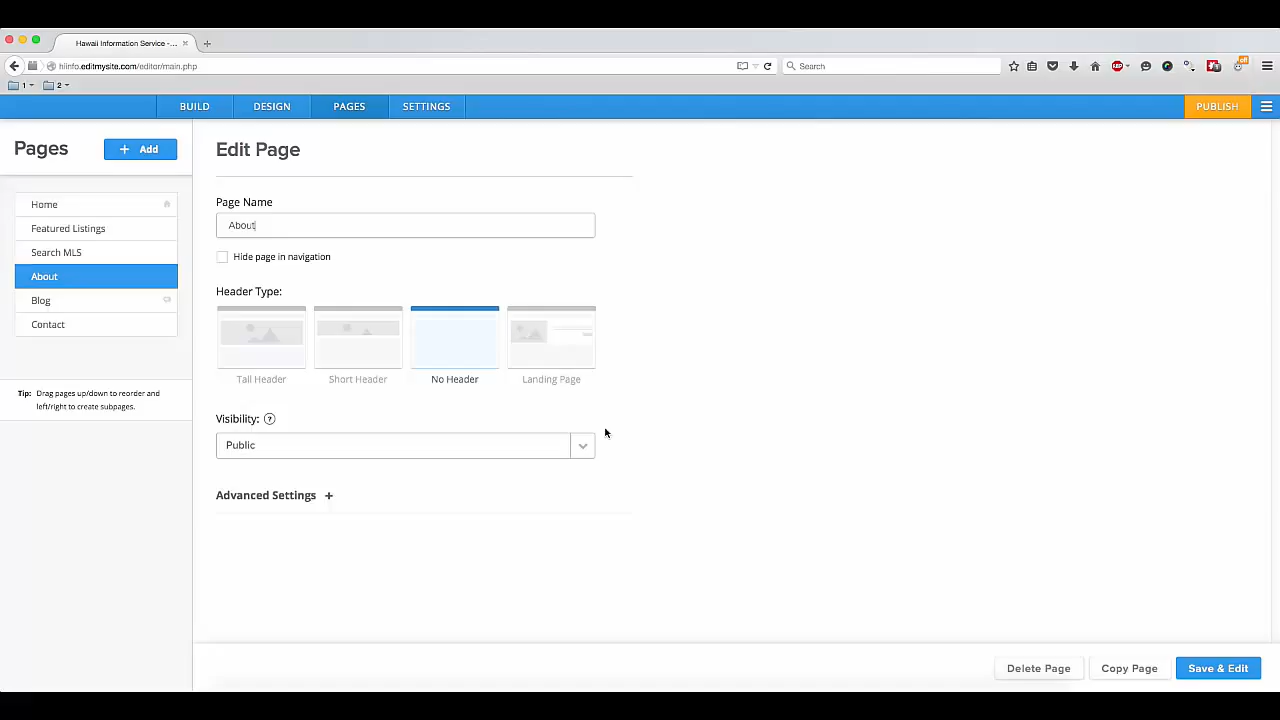 Hawaii Information Service -...
hiinfo.editmysite.com/editor/main.php
Search
1
2
BUILD
DESIGN
PAGES
SETTINGS
PUBLISH
Pages
+ Add
Home
Featured Listings
Search MLS
About
Blog
Contact
Tip: Drag pages up/down to reorder and
left/right to create subpages.
Edit Page
Page Name
About
Hide page in navigation
Header Type:
Tall Header
Short Header
No Header
Landing Page
Visibility: ?
Public
Advanced Settings +
Delete Page
Copy Page
Save & Edit